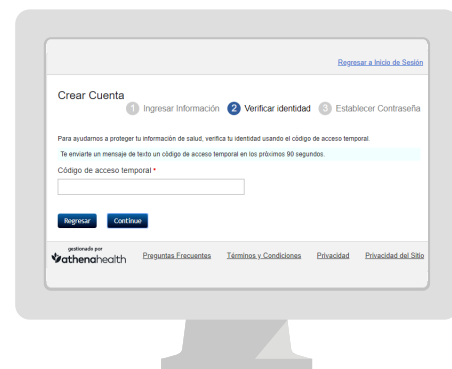 Regresar a Inicio de Sesión
Crear Cuenta
1 Ingresar Información 2 Verificar identidad 3 Establecer Contraseña
Para ayudarnos a proteger tu información de salud, verifica tu identidad usando el código de acceso temporal.
Te enviarte un mensaje de texto un código de acceso temporal en los próximos 90 segundos.
Código de acceso temporal *
Regresar Continue
gestionado por
athenahealth Preguntas Frecuentes Términos y Condiciones Privacidad Privacidad del Sitio